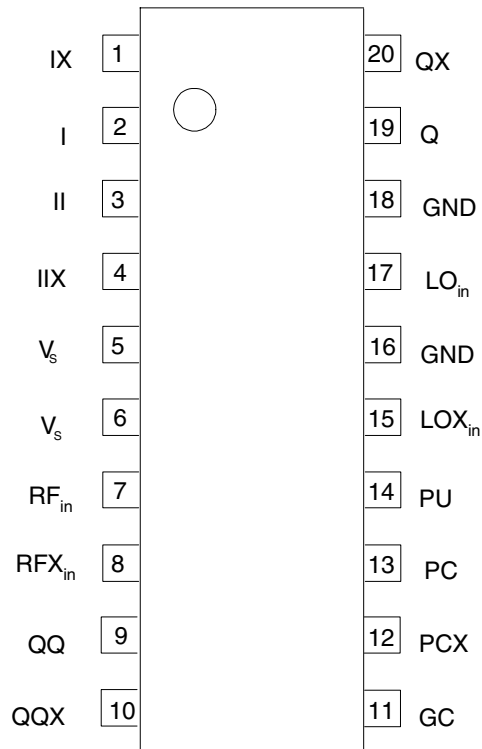 IX 1 20 QX
I 2 19 Q
II 3 18 GND
IIX 4 17 LOin
Vs 5 16 GND
Vs 6 15 LOXin
RFin 7 14 PU
RFXin 8 13 PC
QQ 9 12 PCX
QQX 10 11 GC